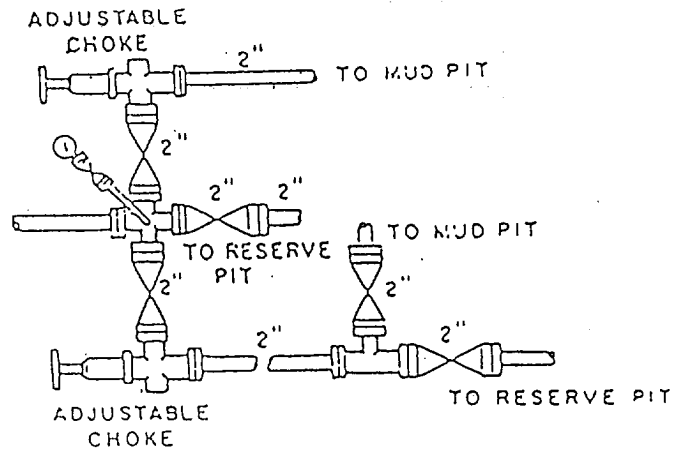 ADJUSTABLE
CHOKE
2"
TO MUD PIT
2"
2"
2"
TO RESERVE
PIT
TO MUD PIT
2"
2"
2"
2"
TO RESERVE PIT
ADJUSTABLE
CHOKE